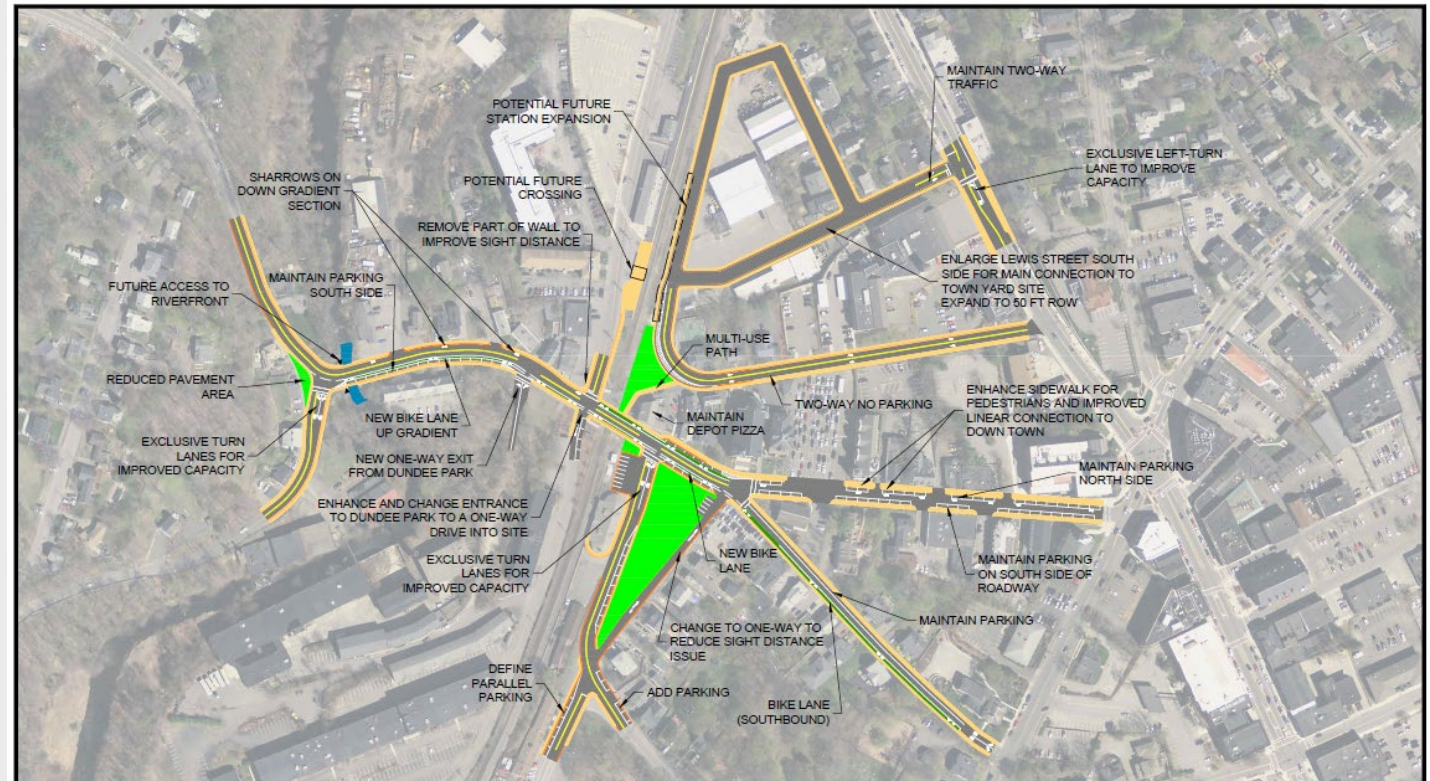 MAINTAIN TWO-WAY
TRAFFIC
POTENTIAL FUTURE
STATION EXPANSION
EXCLUSIVE LEFT-TURN
LANE TO IMPROVE
CAPACITY
SHARROWS ON
DOWN GRADIENT
SECTION
POTENTIAL FUTURE
CROSSING
REMOVE PART OF WALL TO
IMPROVE SIGHT DISTANCE
ENLARGE LEWIS STREET SOUTH
SIDE FOR MAIN CONNECTION TO
TOWN YARD SITE
EXPAND TO 50 FT ROW
MAINTAIN PARKING
SOUTH SIDE
FUTURE ACCESS TO
RIVERFRONT
MULTI-USE
PATH
REDUCED PAVEMENT
AREA
TWO-WAY NO PARKING
ENHANCE SIDEWALK FOR
PEDESTRIANS AND IMPROVED
LINEAR CONNECTION TO
DOWN TOWN
MAINTAIN
DEPOT PIZZA
NEW BIKE LANE
UP GRADIENT
EXCLUSIVE TURN
LANES FOR
IMPROVED CAPACITY
NEW ONE-WAY EXIT
FROM DUNDEE PARK
MAINTAIN PARKING
NORTH SIDE
ENHANCE AND CHANGE ENTRANCE
TO DUNDEE PARK TO A ONE-WAY
DRIVE INTO SITE
NEW BIKE
LANE
EXCLUSIVE TURN
LANES FOR
IMPROVED CAPACITY
MAINTAIN PARKING
ON SOUTH SIDE OF
ROADWAY
MAINTAIN PARKING
CHANGE TO ONE-WAY TO
REDUCE SIGHT DISTANCE
ISSUE
DEFINE
PARALLEL
PARKING
ADD PARKING
BIKE LANE
(SOUTHBOUND)